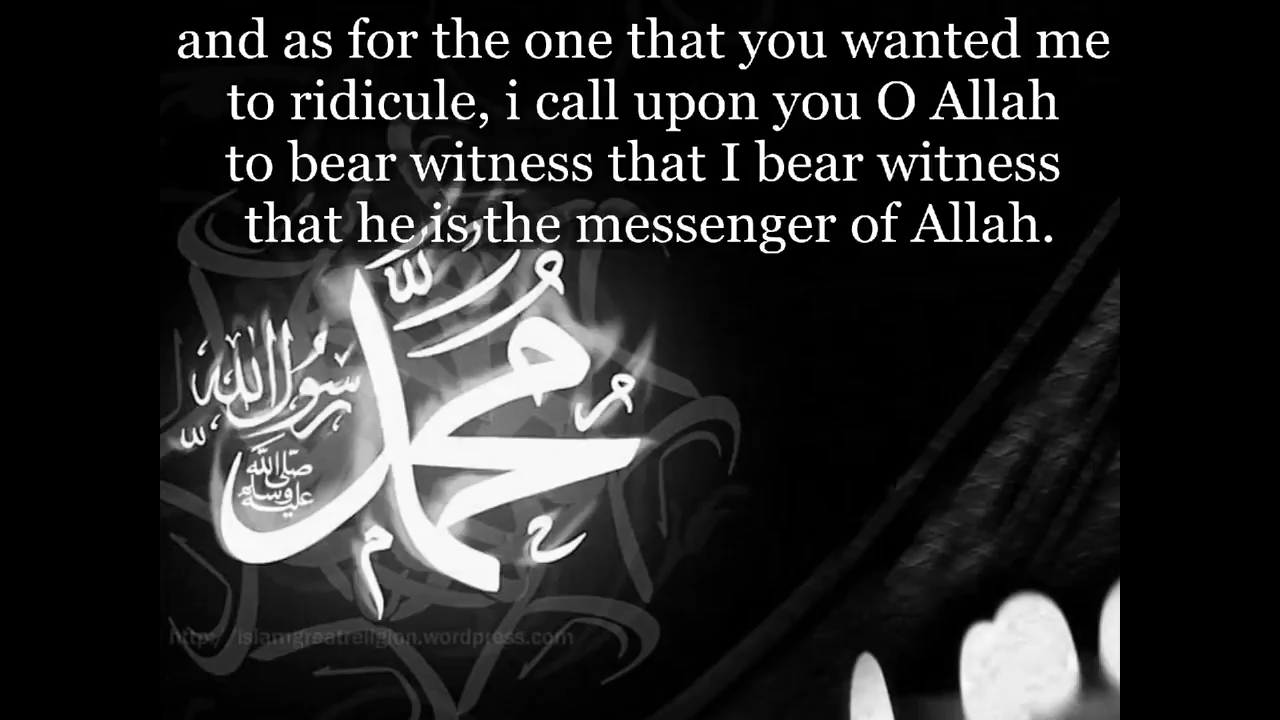 and as for the one that you wanted me
to ridicule, i call upon you O Allah
to bear witness that I bear witness
that he is the messenger of Allah.
محمد
رسول الله
صلى الله
عليه وسلم
http://islamgreatreligion.wordpress.com